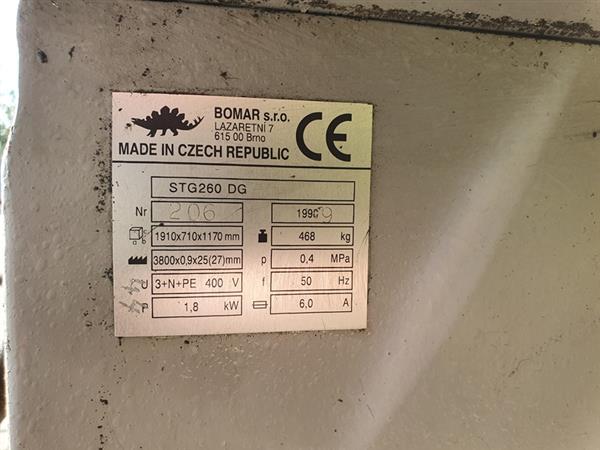 BOMAR s.r.o.
LAZARETNÍ 7
615 00 Brno
MADE IN CZECH REPUBLIC CE
STG260 DG
Nr 206 1999
1910x710x1170 mm 468 kg
3800x0,9x25(27)mm p 0,4 MPa
U 3+N+PE 400 V f 50 Hz
P 1,8 kW 6,0 A